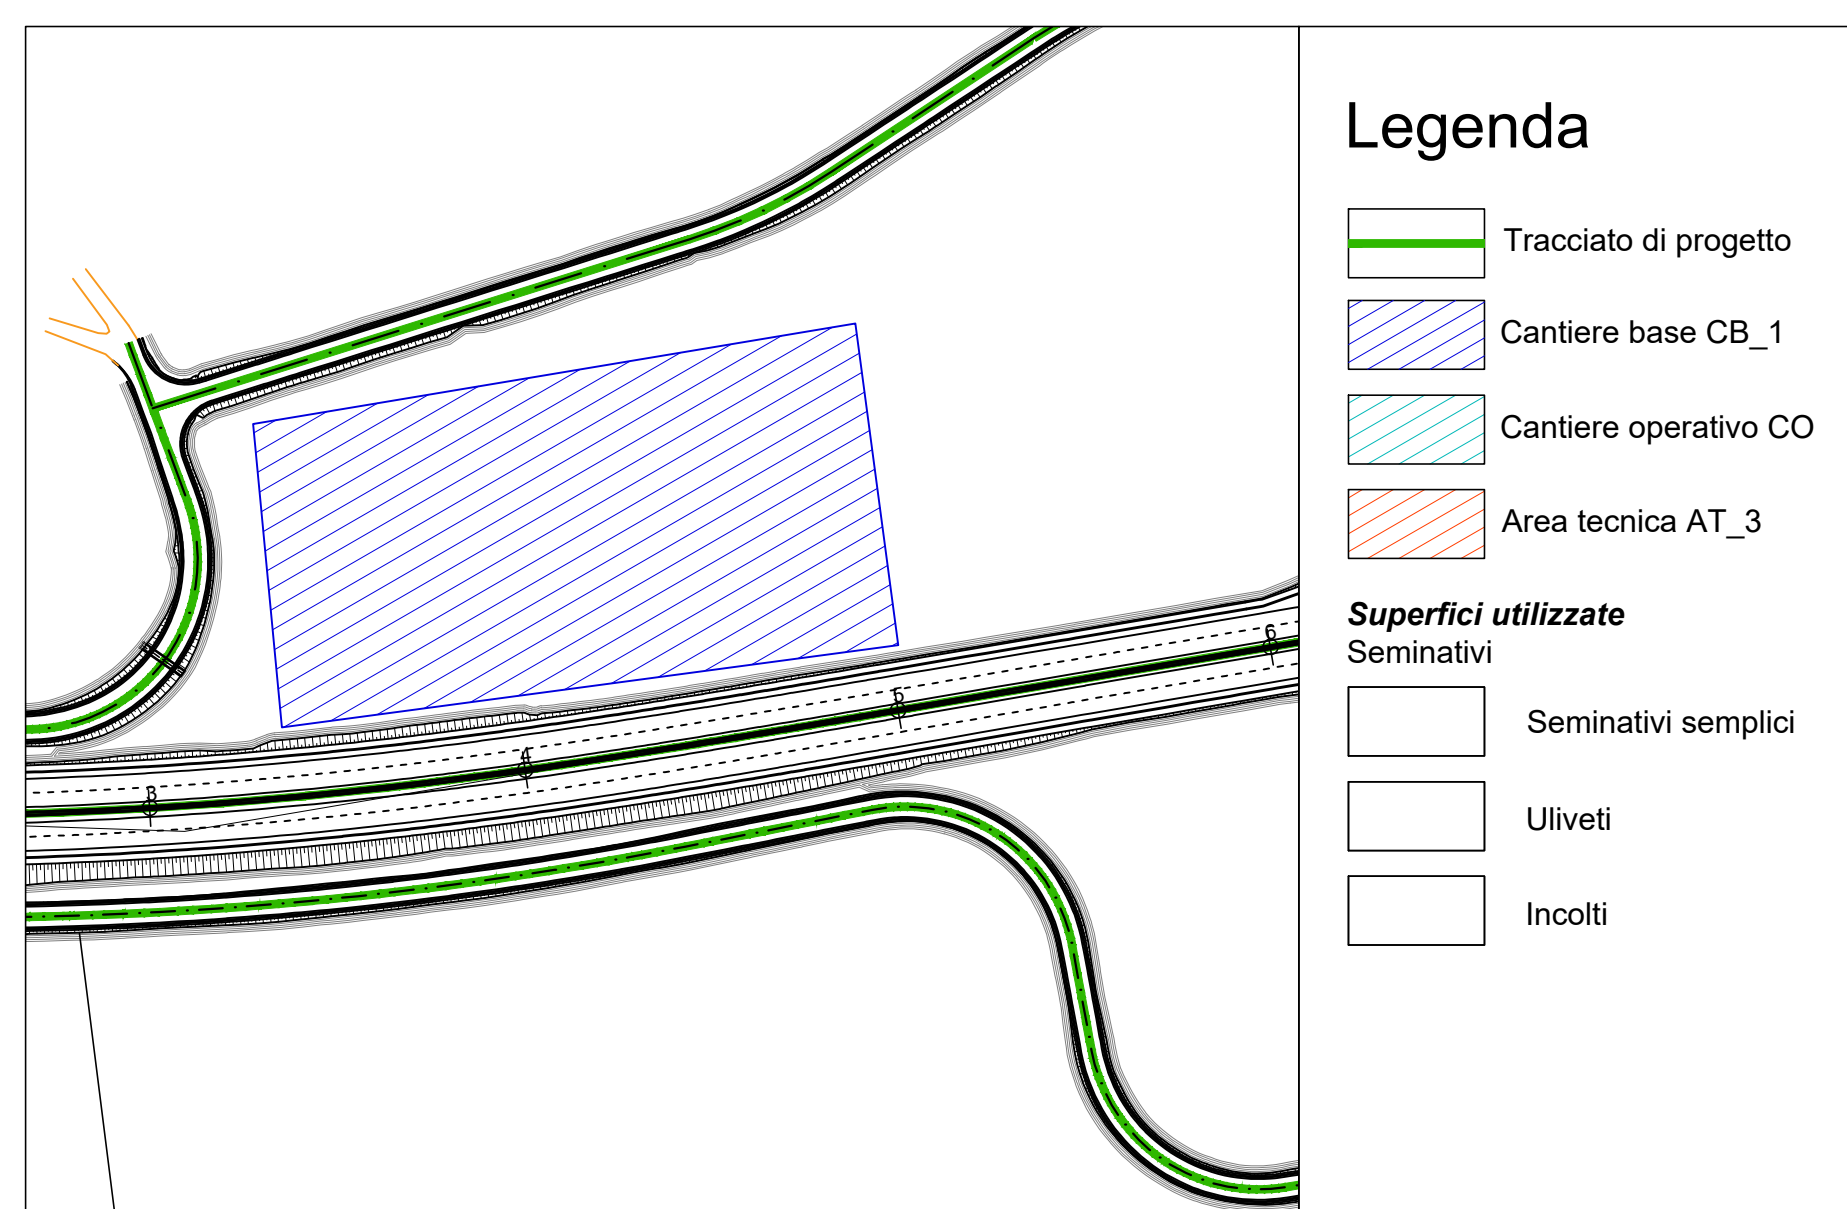 Legenda
Tracciato di progetto
Cantiere base CB_1
Cantiere operativo CO
Area tecnica AT_3
Superfici utilizzate
Seminativi
Seminativi semplici
Uliveti
Incolti
3
4
5
6